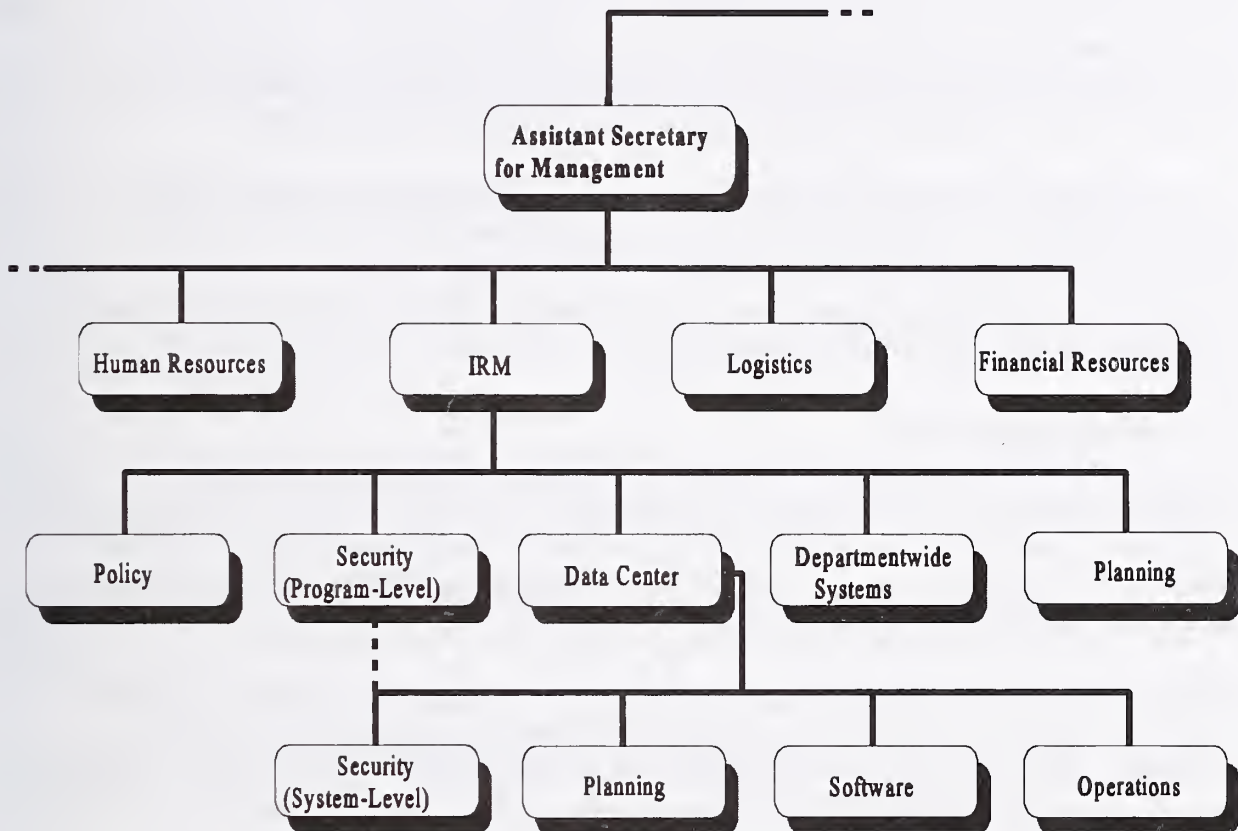 Assistant Secretary
for Management
Human Resources
IRM
Logistics
Financial Resources
Policy
Security
(Program-Level)
Data Center
Departmentwide
Systems
Planning
Security
(System-Level)
Planning
Software
Operations